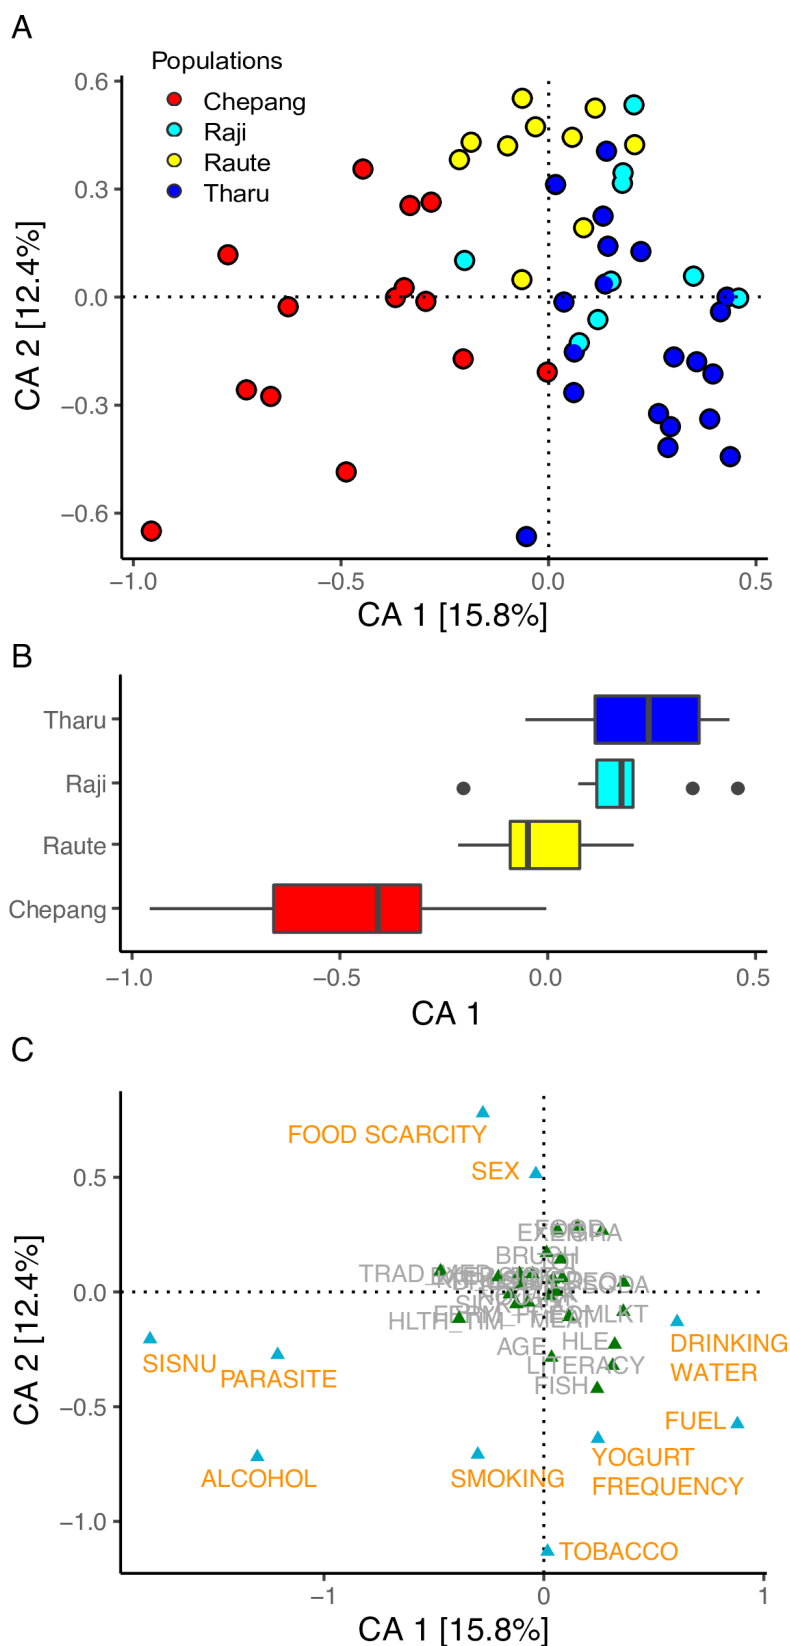 A
Populations
Chepang
Raji
Raute
Tharu
0.6
0.3
0.0
−0.3
−0.6
CA 2 [12.4%]
−1.0 −0.5 0.0 0.5
CA 1 [15.8%]
B
Tharu
Raji
Raute
Chepang
−1.0 −0.5 0.0 0.5
CA 1
C
FOOD SCARCITY
0.5
SEX
BRUSH
0.0
TRAD_MED
HLTH_TM
AGE
HLE
LITERACY
FISH
DRINKING
WATER
SISNU
PARASITE
−0.5
FUEL
YOGURT
FREQUENCY
ALCOHOL
SMOKING
−1.0
TOBACCO
CA 2 [12.4%]
−1 0 1
CA 1 [15.8%]